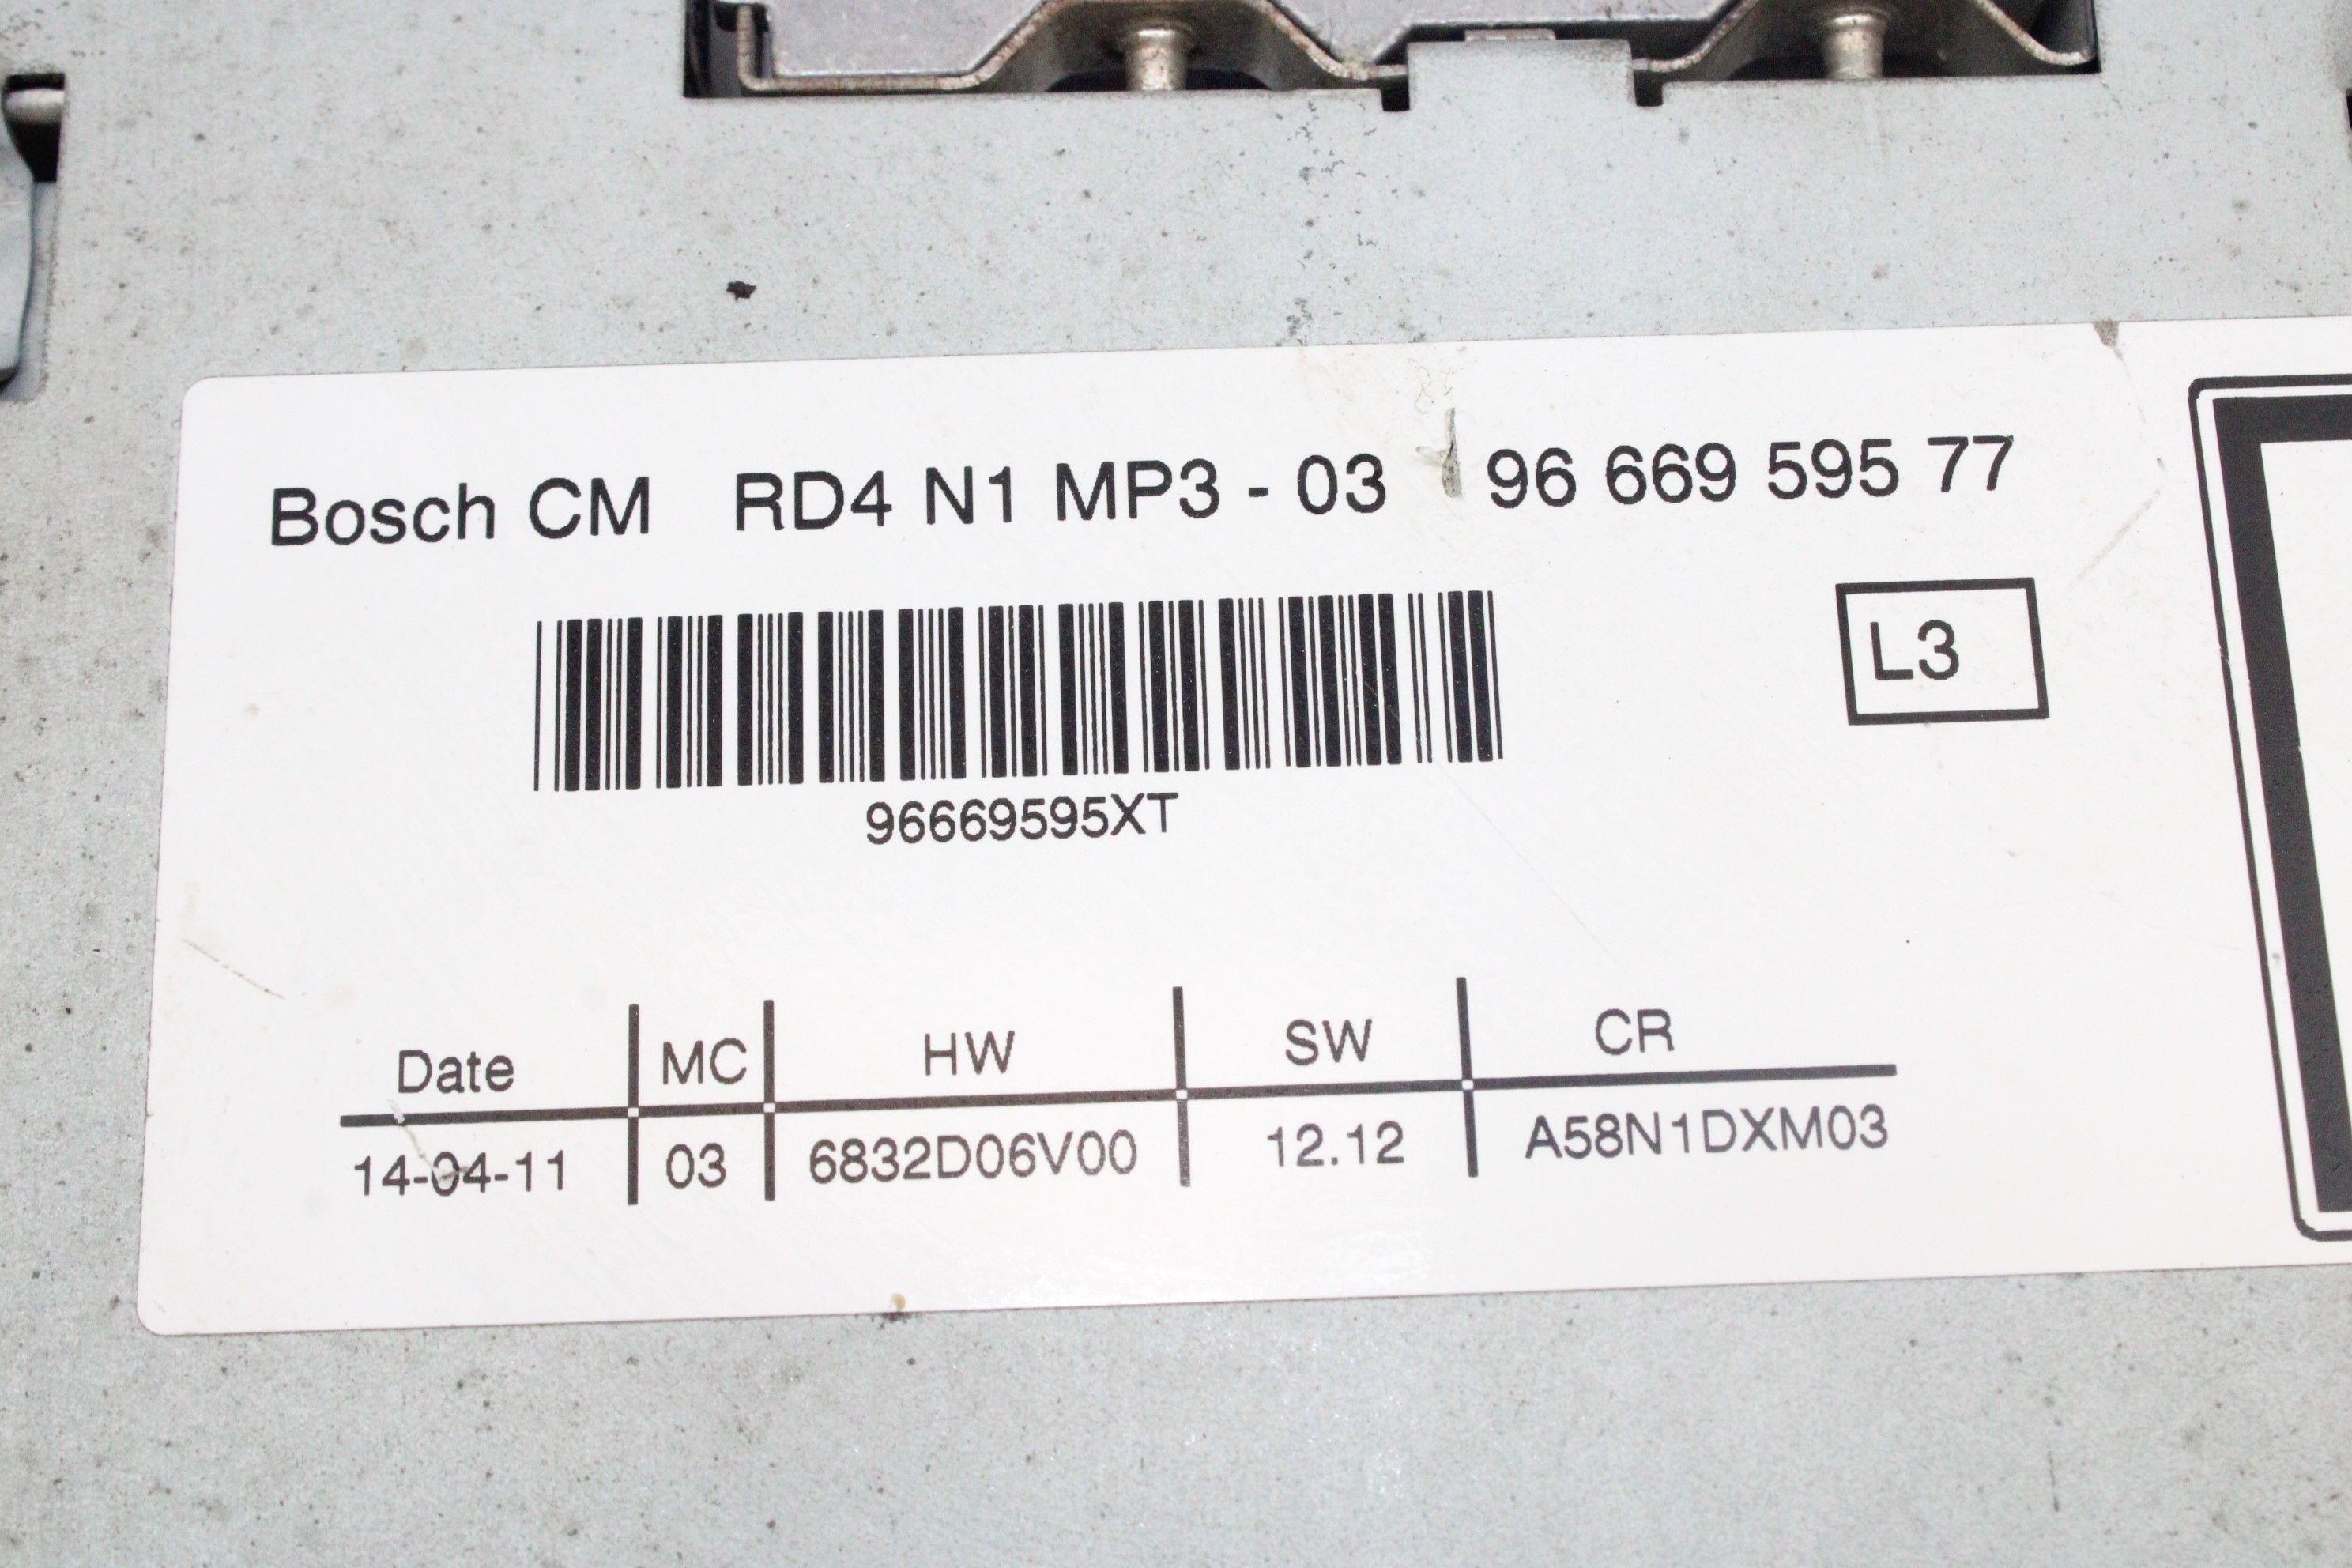 Bosch CM RD4 N1 MP3 - 03 96 669 595 77
L3
96669595XT
Date MC HW SW CR
14-04-11 03 6832D06V00 12.12 A58N1DXM03